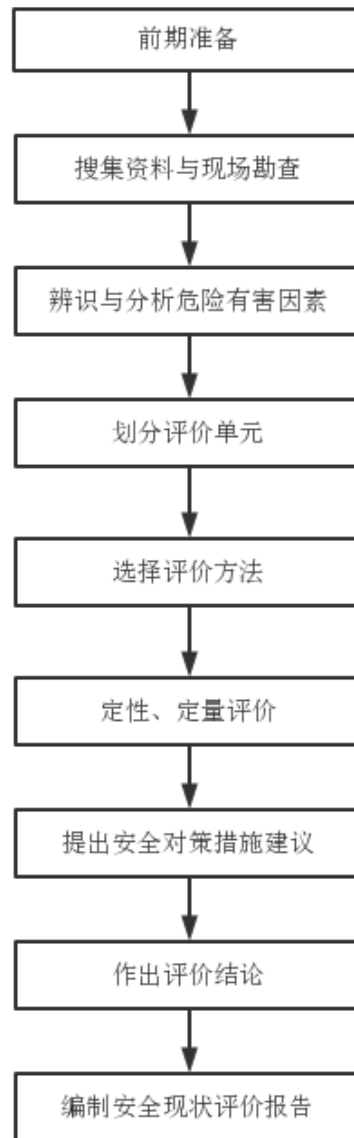 前期准备
搜集资料与现场勘查
辨识与分析危险有害因素
划分评价单元
选择评价方法
定性、定量评价
提出安全对策措施建议
作出评价结论
编制安全现状评价报告